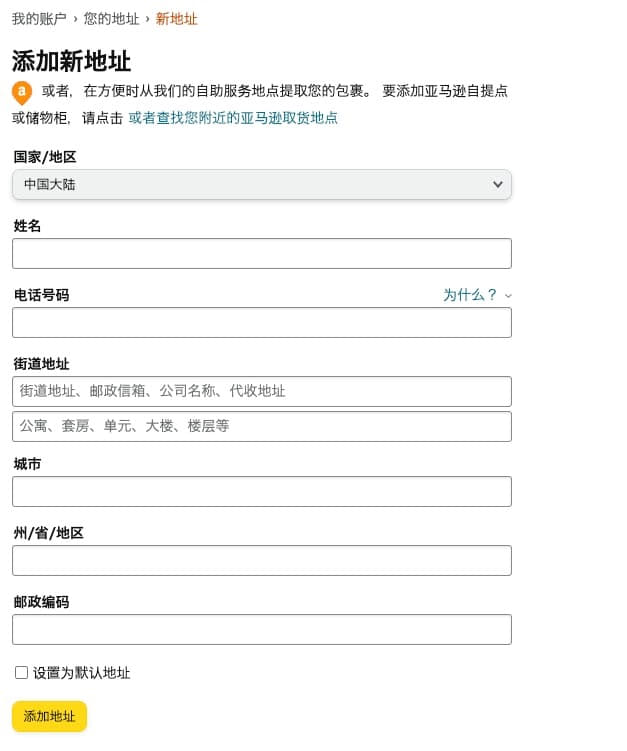 我的账户 › 您的地址 › 新地址
添加新地址
a 或者，在方便时从我们的自助服务地点提取您的包裹。 要添加亚马逊自提点
或储物柜，请点击 或者查找您附近的亚马逊取货地点
国家/地区
中国大陆
姓名
电话号码 为什么？
街道地址
街道地址、邮政信箱、公司名称、代收地址
公寓、套房、单元、大楼、楼层等
城市
州/省/地区
邮政编码
设置为默认地址
添加地址